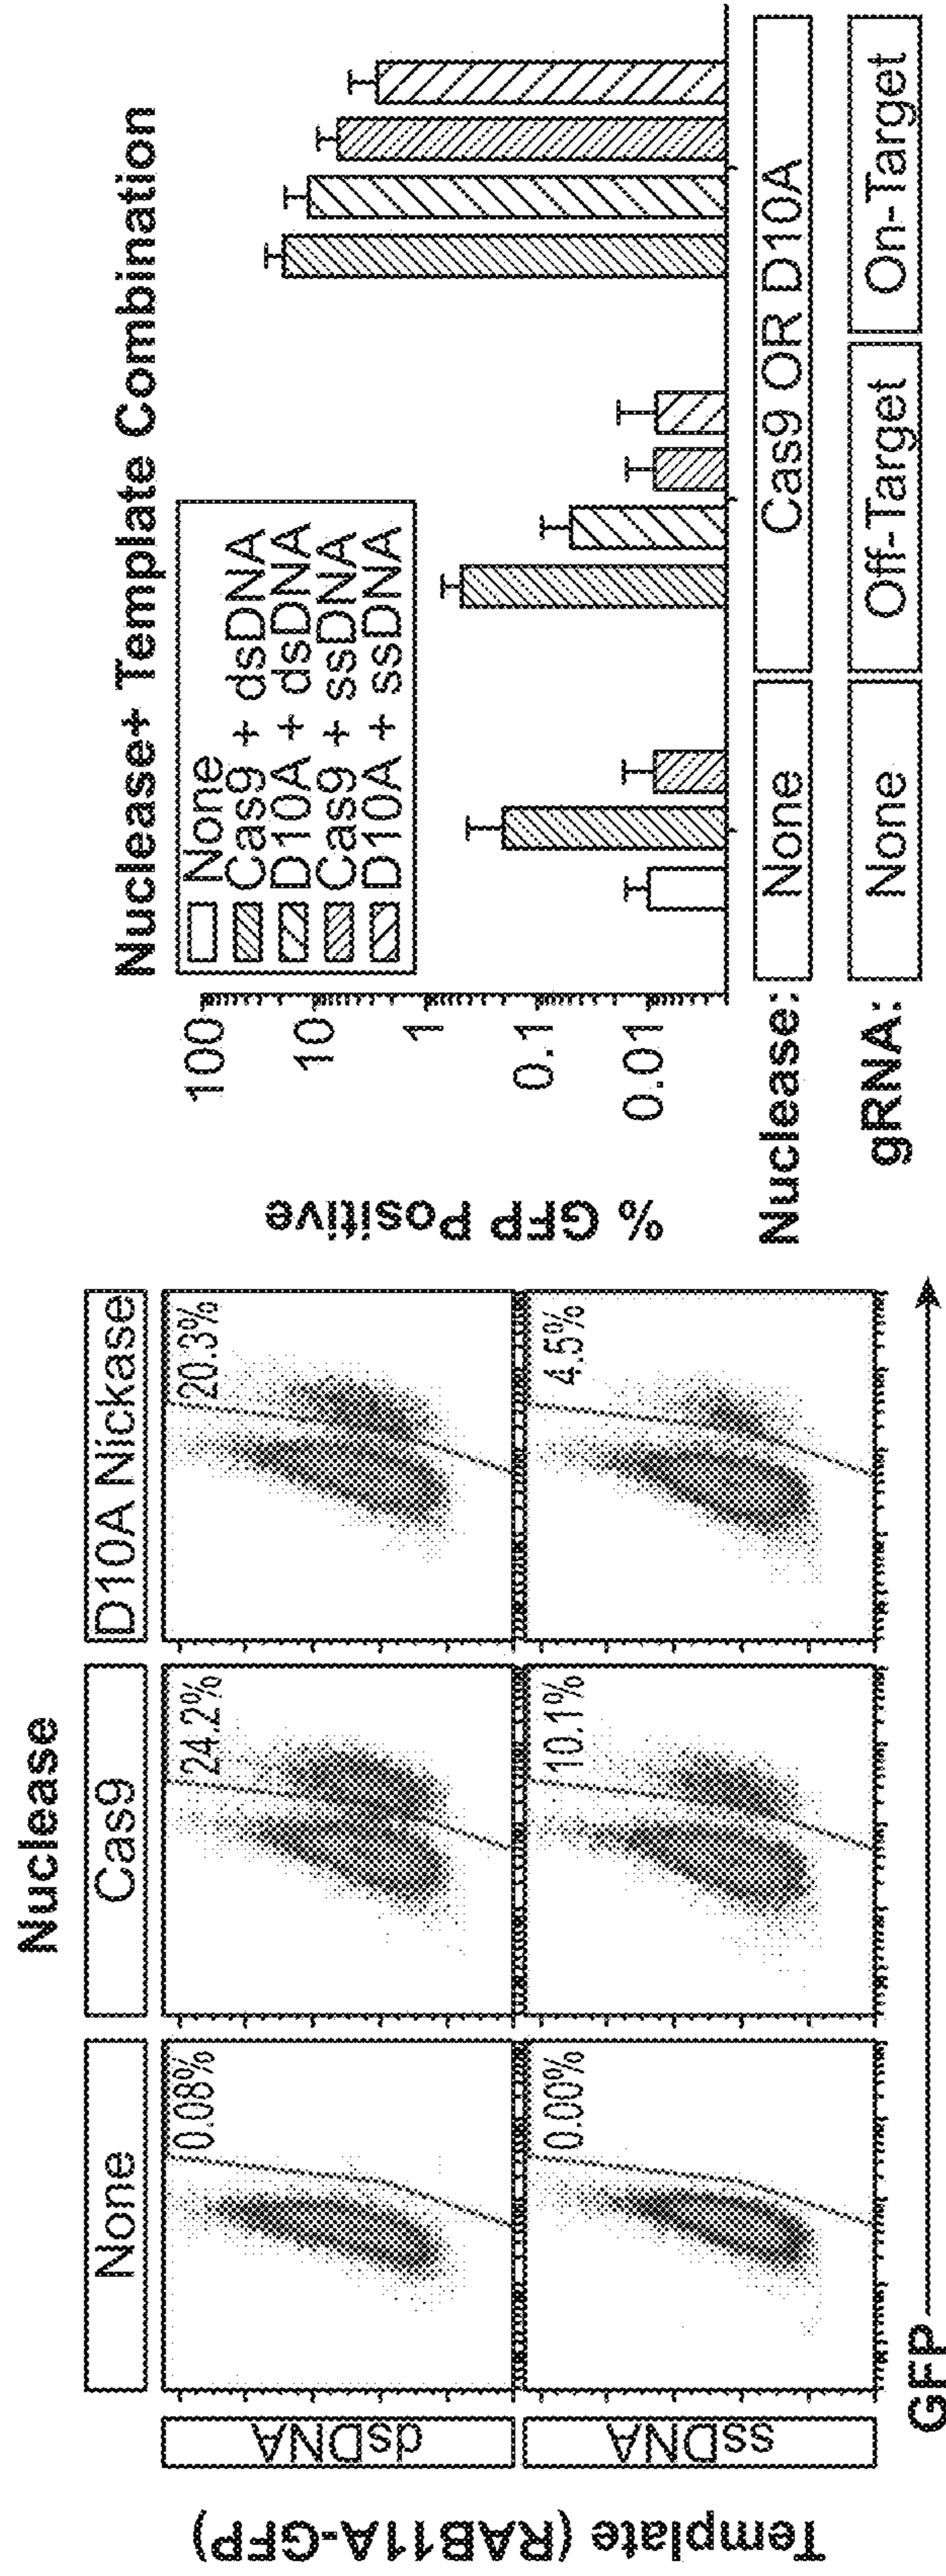 Nuclease
None
Cas9
D10A Nickase
Template (RAB11A-GFP)
dsDNA
0.08%
24.2%
20.3%
ssDNA
0.00%
10.1%
4.5%
GFP
Nuclease+ Template Combination
None
Cas9 + dsDNA
D10A + dsDNA
Cas9 + ssDNA
D10A + ssDNA
% GFP Positive
100
10
1
0.1
0.01
Nuclease:
None
Cas9 OR D10A
gRNA:
None
Off-Target
On-Target